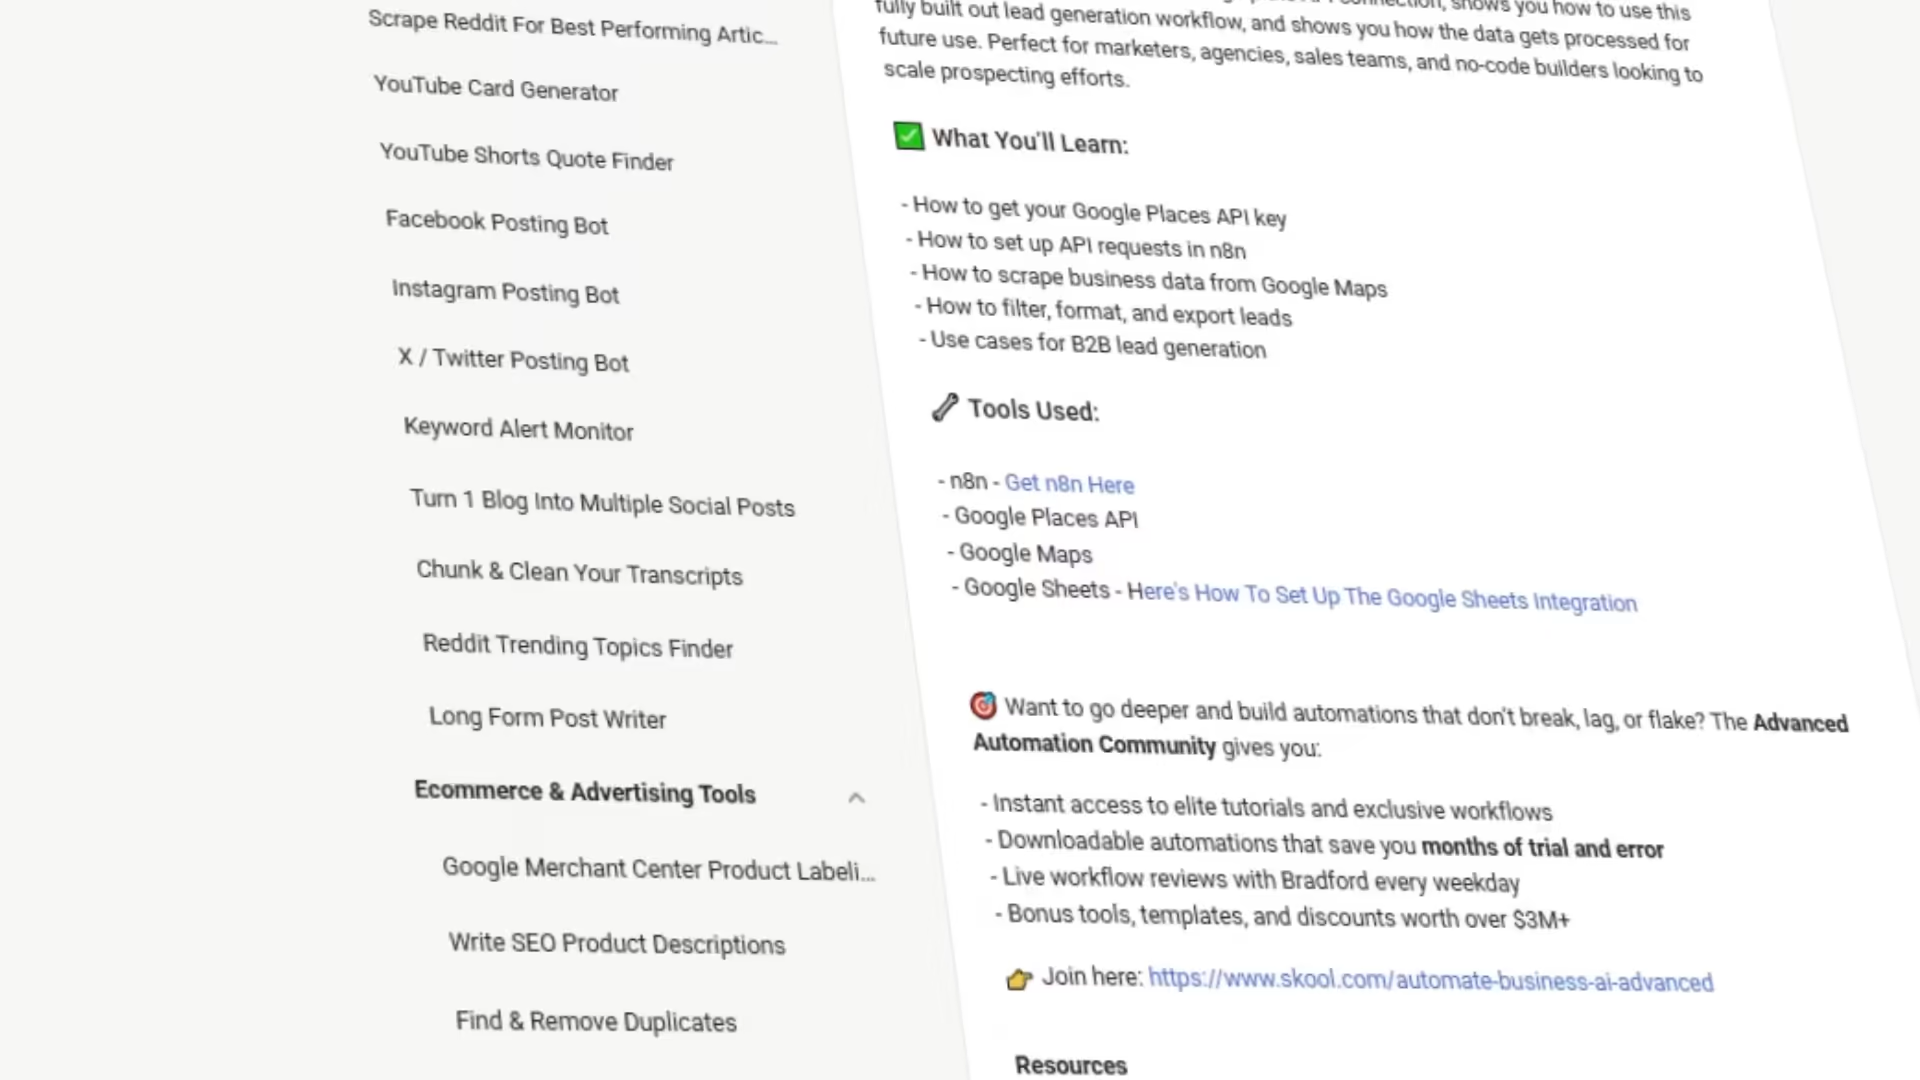 Scrape Reddit For Best Performing Artic...
YouTube Card Generator
YouTube Shorts Quote Finder
Facebook Posting Bot
Instagram Posting Bot
X / Twitter Posting Bot
Keyword Alert Monitor
Turn 1 Blog Into Multiple Social Posts
Chunk & Clean Your Transcripts
Reddit Trending Topics Finder
Long Form Post Writer
Ecommerce & Advertising Tools
Google Merchant Center Product Labeli...
Write SEO Product Descriptions
Find & Remove Duplicates
shows you how to use this
fully built out lead generation workflow, and shows you how the data gets processed for
future use. Perfect for marketers, agencies, sales teams, and no-code builders looking to
scale prospecting efforts.
✅ What You'll Learn:
- How to get your Google Places API key
- How to set up API requests in n8n
- How to scrape business data from Google Maps
- How to filter, format, and export leads
- Use cases for B2B lead generation
🔧 Tools Used:
- n8n - Get n8n Here
- Google Places API
- Google Maps
- Google Sheets - Here's How To Set Up The Google Sheets Integration
🎯 Want to go deeper and build automations that don't break, lag, or flake? The Advanced
Automation Community gives you:
- Instant access to elite tutorials and exclusive workflows
- Downloadable automations that save you months of trial and error
- Live workflow reviews with Bradford every weekday
- Bonus tools, templates, and discounts worth over $3M+
👉 Join here: https://www.skool.com/automate-business-ai-advanced
Resources